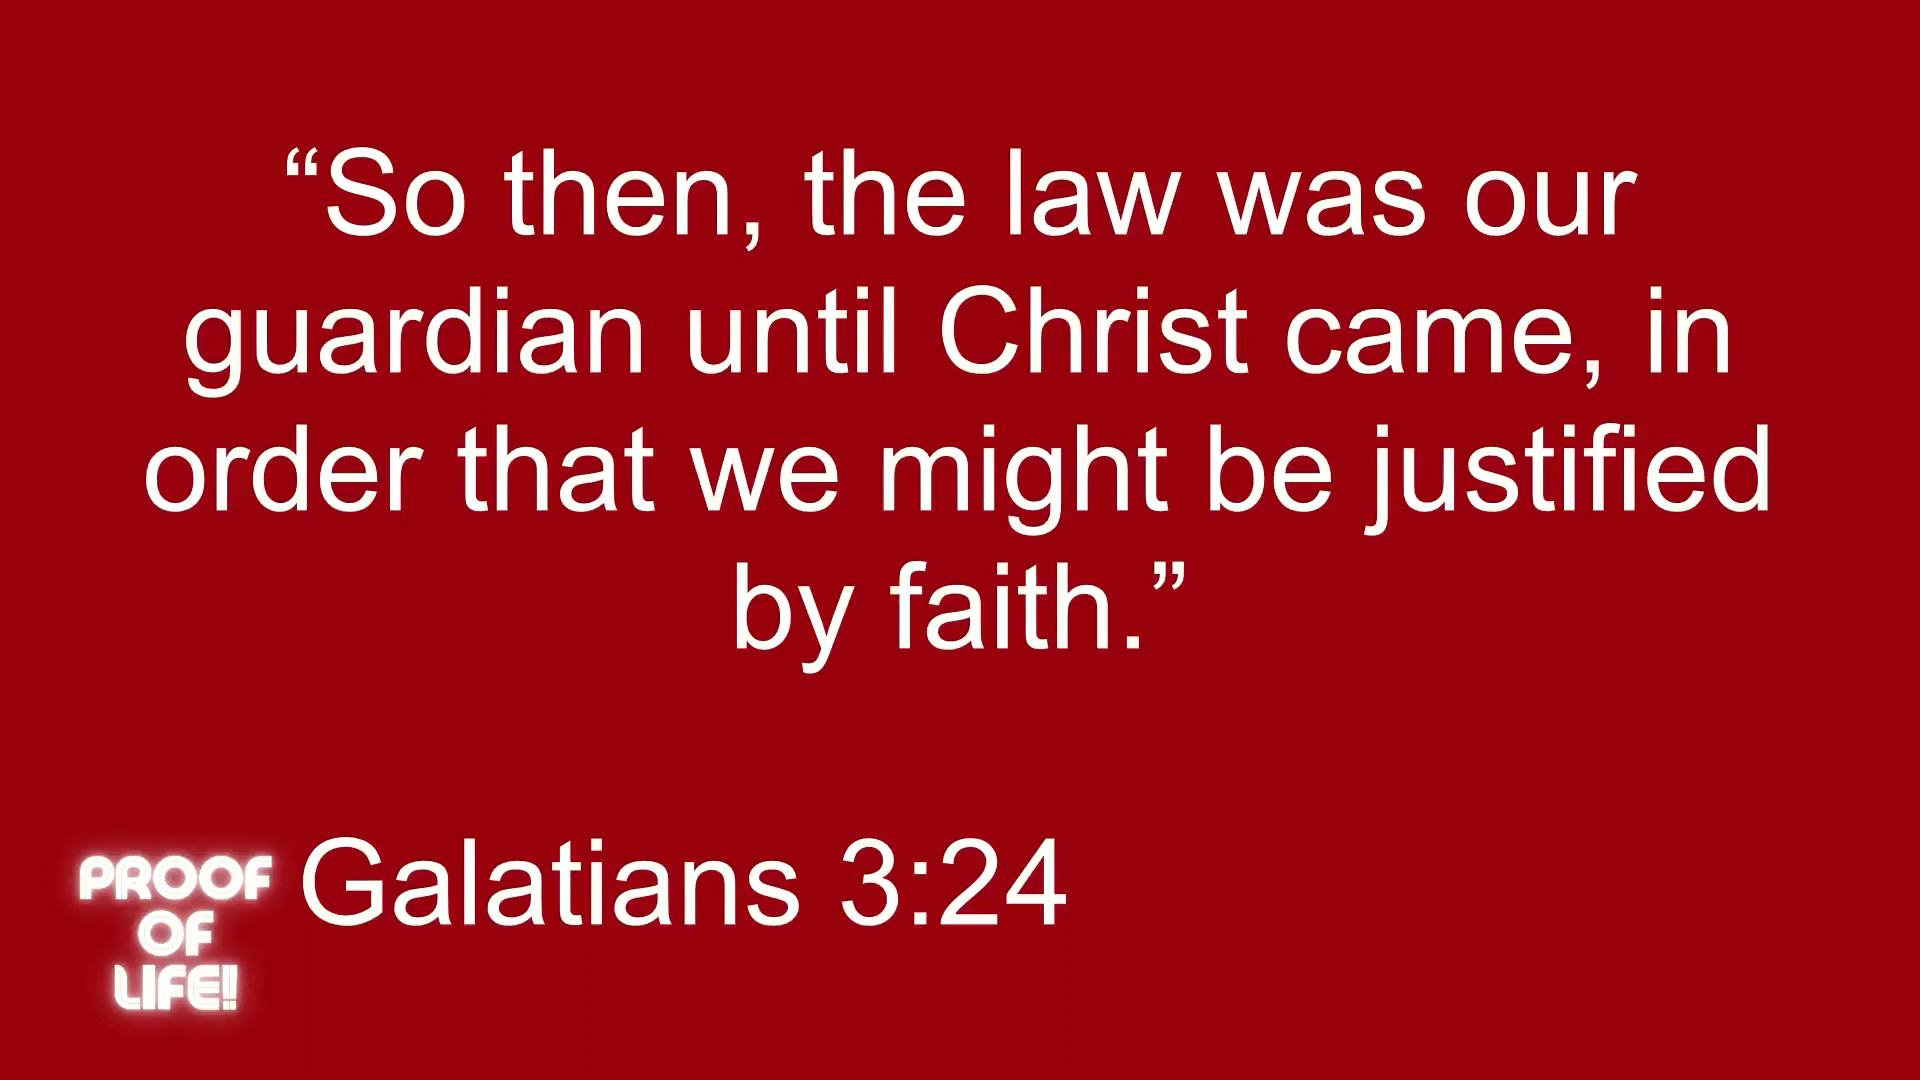 “So then, the law was our
guardian until Christ came, in
order that we might be justified
by faith.”
Galatians 3:24
PROOF
OF
LIFE!